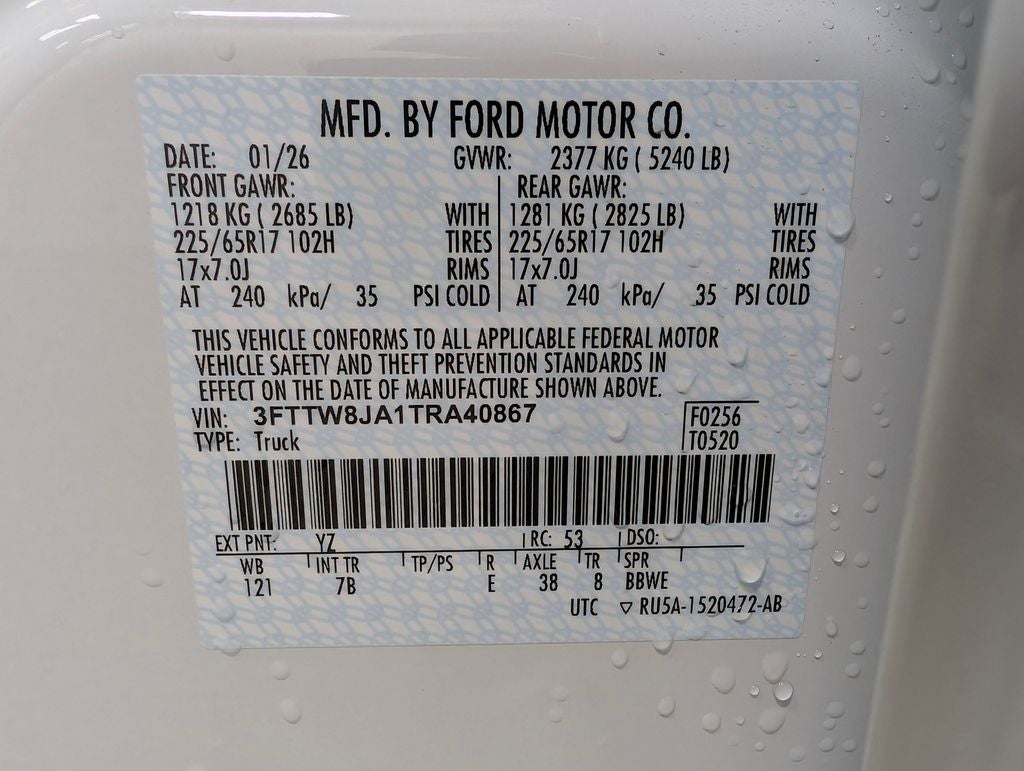 MFD. BY FORD MOTOR CO.
DATE: 01/26 GVWR: 2377 KG ( 5240 LB)
FRONT GAWR: REAR GAWR:
1218 KG ( 2685 LB) WITH 1281 KG ( 2825 LB) WITH
225/65R17 102H TIRES 225/65R17 102H TIRES
17x7.0J RIMS 17x7.0J RIMS
AT 240 kPa/ 35 PSI COLD AT 240 kPa/ 35 PSI COLD
THIS VEHICLE CONFORMS TO ALL APPLICABLE FEDERAL MOTOR
VEHICLE SAFETY AND THEFT PREVENTION STANDARDS IN
EFFECT ON THE DATE OF MANUFACTURE SHOWN ABOVE.
VIN: 3FTTW8JA1TRA40867 F0256
TYPE: Truck T0520
EXT PNT: YZ RC: 53 DSO:
WB INT TR TP/PS R AXLE TR SPR
121 7B E 38 8 BBWE
UTC ▽ RU5A-1520472-AB